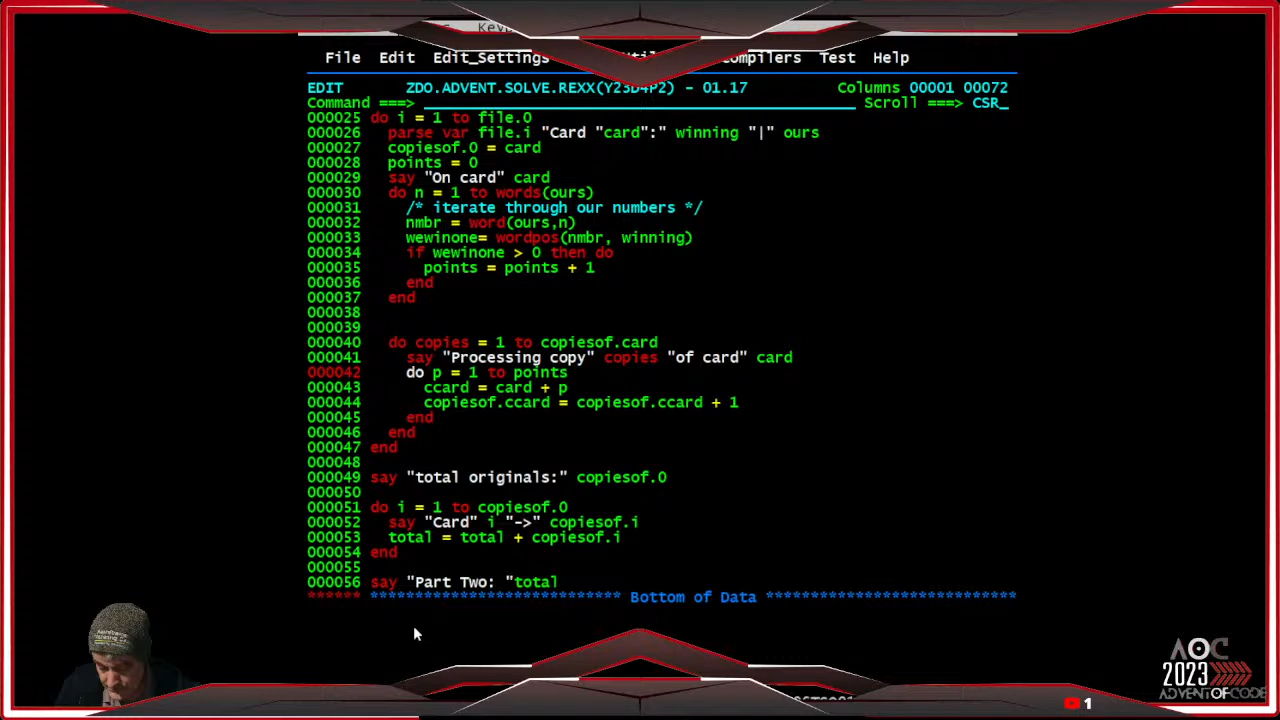 File Edit Edit_Settings Compilers Test Help
EDIT ZDO.ADVENT.SOLVE.REXX(Y23D4P2) - 01.17 Columns 00001 00072
Command ===> Scroll ===> CSR_
000025 do i = 1 to file.0
000026 parse var file.i "Card "card":" winning "|" ours
000027 copiesof.0 = card
000028 points = 0
000029 say "On card" card
000030 do n = 1 to words(ours)
000031 /* iterate through our numbers */
000032 nmbr = word(ours,n)
000033 wewinone= wordpos(nmbr, winning)
000034 if wewinone > 0 then do
000035 points = points + 1
000036 end
000037 end
000038
000039
000040 do copies = 1 to copiesof.card
000041 say "Processing copy" copies "of card" card
000042 do p = 1 to points
000043 ccard = card + p
000044 copiesof.ccard = copiesof.ccard + 1
000045 end
000046 end
000047 end
000048
000049 say "total originals:" copiesof.0
000050
000051 do i = 1 to copiesof.0
000052 say "Card" i "->" copiesof.i
000053 total = total + copiesof.i
000054 end
000055
000056 say "Part Two: "total
****** **************************** Bottom of Data ****************************
AOC
2023
ADVENT OF CODE
1